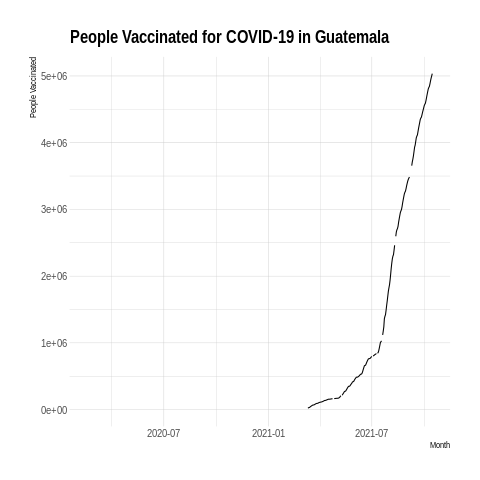 People Vaccinated for COVID-19 in Guatemala
People Vaccinated
5e+06
4e+06
3e+06
2e+06
1e+06
0e+00
2020-07
2021-01
2021-07
Month